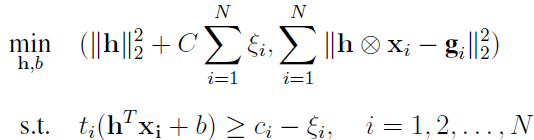 min_{h,b} (‖h‖₂² + C ∑_{i=1}^{N} ξᵢ, ∑_{i=1}^{N} ‖h ⊗ xᵢ − gᵢ‖₂²)
s.t. tᵢ(hᵀxᵢ + b) ≥ cᵢ − ξᵢ, i = 1, 2, . . . , N